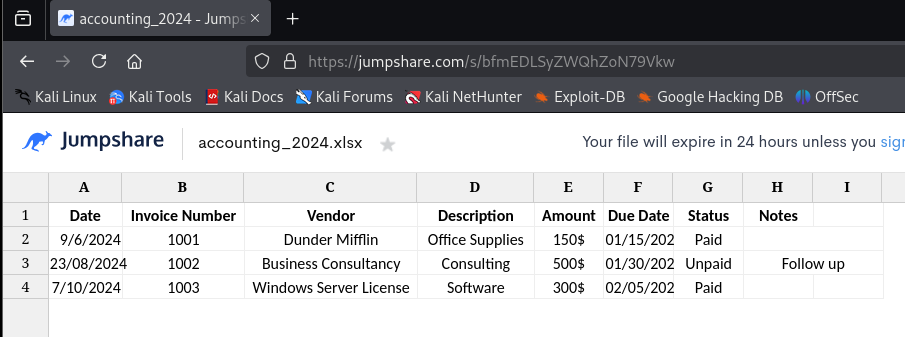 accounting_2024 - Jumps
https://jumpshare.com/s/bfmEDLSyZWQhZoN79Vkw
Kali Linux Kali Tools Kali Docs Kali Forums Kali NetHunter Exploit-DB Google Hacking DB OffSec
Jumpshare accounting_2024.xlsx Your file will expire in 24 hours unless you sign
A B C D E F G H I
1 Date Invoice Number Vendor Description Amount Due Date Status Notes
2 9/6/2024 1001 Dunder Mifflin Office Supplies 150$ 01/15/202 Paid
3 23/08/2024 1002 Business Consultancy Consulting 500$ 01/30/202 Unpaid Follow up
4 7/10/2024 1003 Windows Server License Software 300$ 02/05/202 Paid